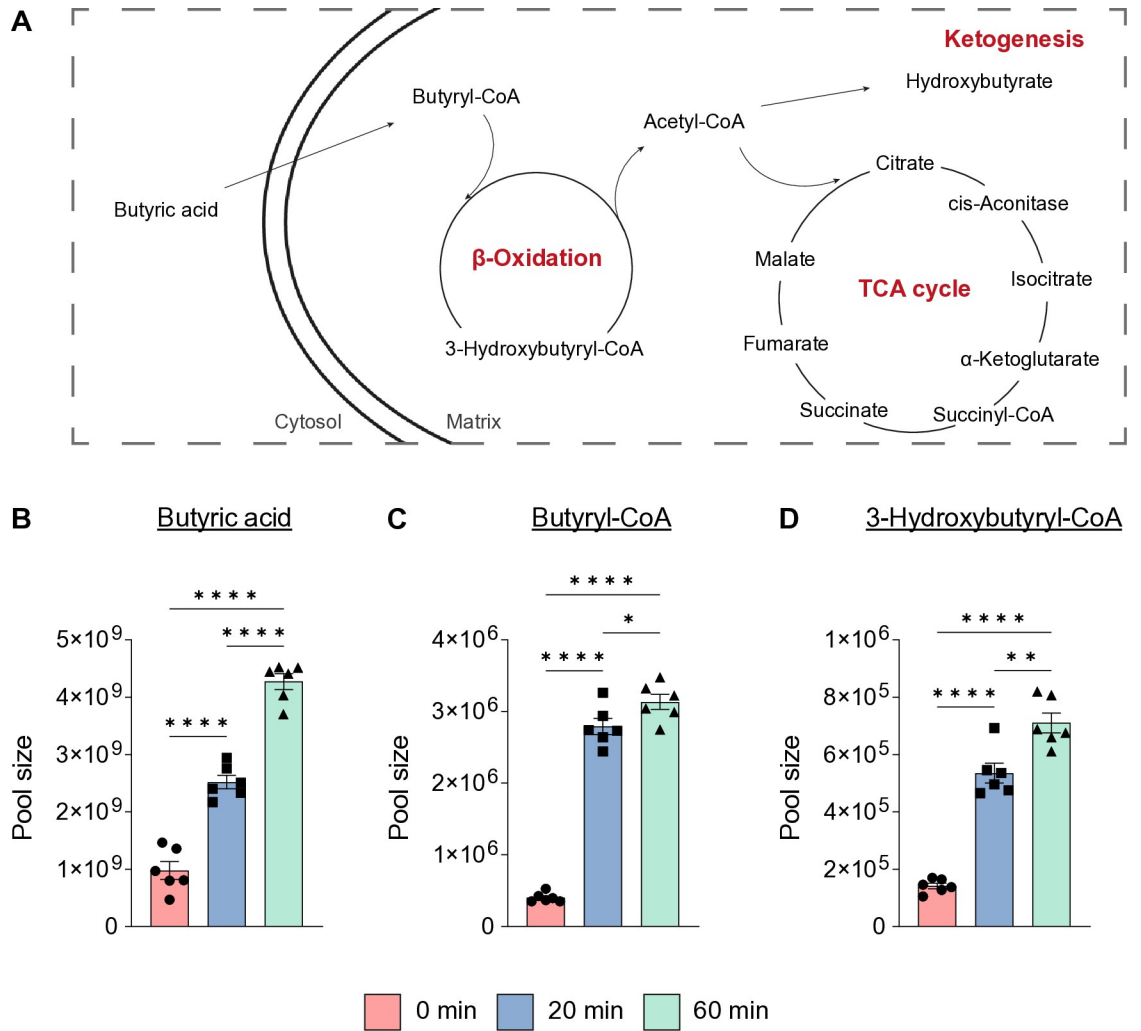 A
Ketogenesis
Hydroxybutyrate
Butyryl-CoA
Acetyl-CoA
Citrate
Butyric acid
cis-Aconitase
β-Oxidation
Malate
TCA cycle
Isocitrate
3-Hydroxybutyryl-CoA
Fumarate
α-Ketoglutarate
Succinate
Succinyl-CoA
Cytosol
Matrix
B
Butyric acid
****
****
****
5×10⁹
4×10⁹
3×10⁹
2×10⁹
1×10⁹
0
Pool size
C
Butyryl-CoA
****
*
****
4×10⁶
3×10⁶
2×10⁶
1×10⁶
0
Pool size
D
3-Hydroxybutyryl-CoA
****
**
****
1×10⁶
8×10⁵
6×10⁵
4×10⁵
2×10⁵
0
Pool size
0 min
20 min
60 min